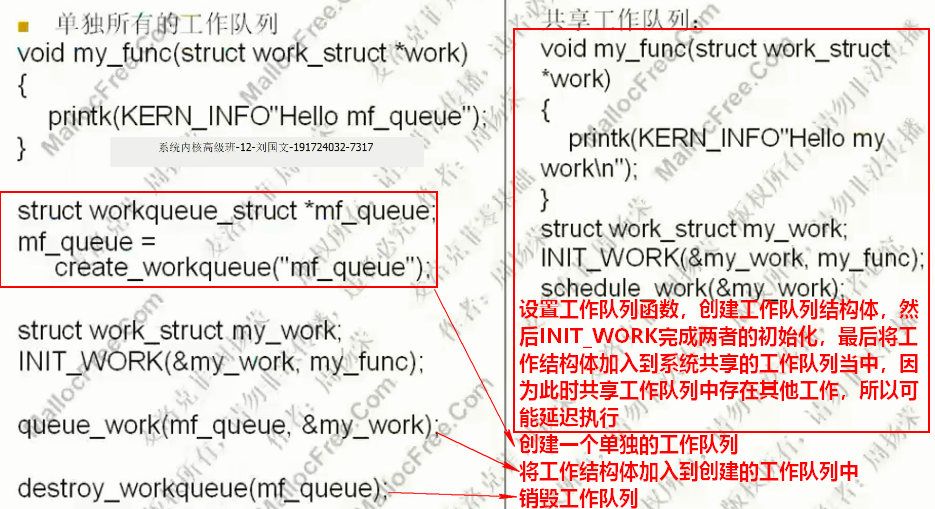 单独所有的工作队列
void my_func(struct work_struct *work)
{
printk(KERN_INFO"Hello mf_queue");
}
系统内核高级班-12-刘国文-191724032-7317
struct workqueue_struct *mf_queue;
mf_queue =
create_workqueue("mf_queue");
struct work_struct my_work;
INIT_WORK(&my_work, my_func);
queue_work(mf_queue, &my_work);
destroy_workqueue(mf_queue);
共享工作队列：
void my_func(struct work_struct
*work)
{
printk(KERN_INFO"Hello my
work\n");
}
struct work_struct my_work;
INIT_WORK(&my_work, my_func);
schedule_work(&my_work);
设置工作队列函数，创建工作队列结构体，然
后INIT_WORK完成两者的初始化，最后将工
作结构体加入到系统共享的工作队列当中，因
为此时共享工作队列中存在其他工作，所以可
能延迟执行
创建一个单独的工作队列
将工作结构体加入到创建的工作队列中
销毁工作队列
MallocFree.Com